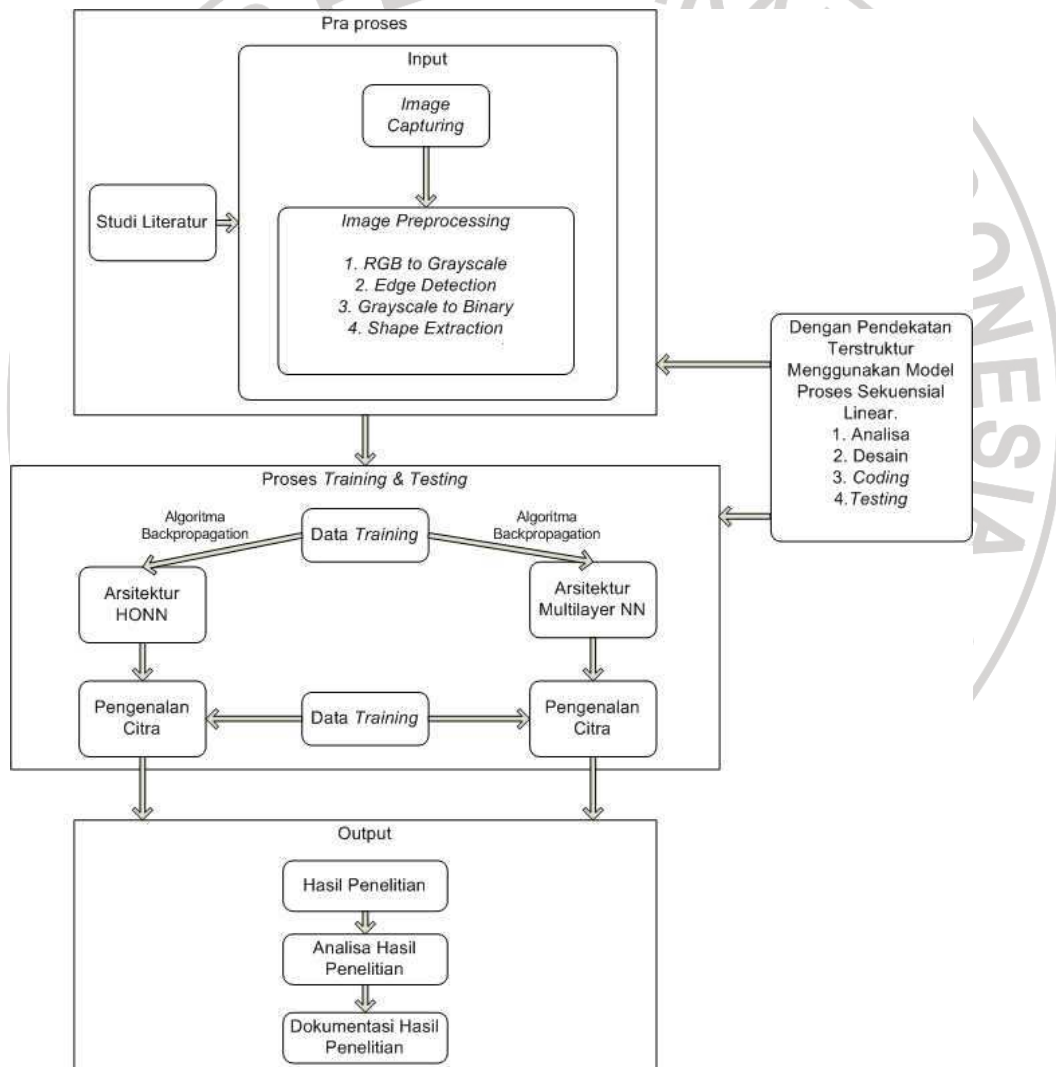 Pra proses
Input
Image
Capturing
Studi Literatur
Image Preprocessing
1. RGB to Grayscale
2. Edge Detection
3. Grayscale to Binary
4. Shape Extraction
Dengan Pendekatan
Terstruktur
Menggunakan Model
Proses Sekuensial
Linear.
1. Analisa
2. Desain
3. Coding
4.Testing
Proses Training & Testing
Algoritma
Backpropagation
Data Training
Algoritma
Backpropagation
Arsitektur
HONN
Arsitektur
Multilayer NN
Pengenalan
Citra
Data Training
Pengenalan
Citra
Output
Hasil Penelitian
Analisa Hasil
Penelitian
Dokumentasi Hasil
Penelitian
ONESIA